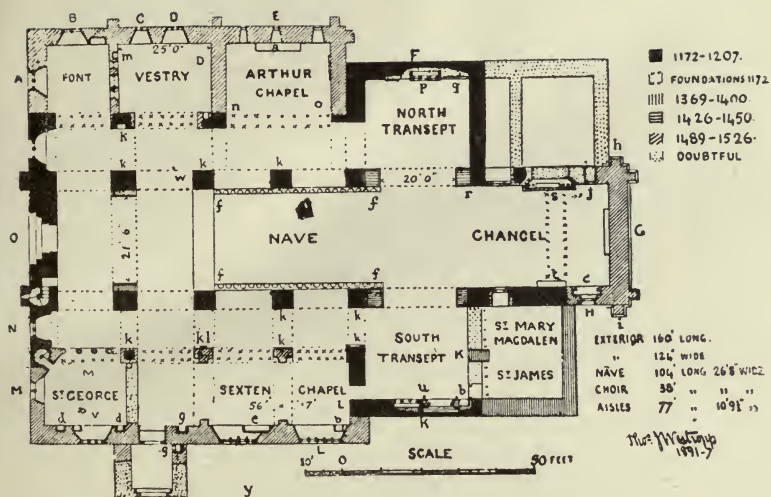 B C D E
A
FONT
m 25'0" D
VESTRY
a
ARTHUR
CHAPEL
n o
F
p q
NORTH
TRANSEPT
h
1172-1207.
FOUNDATIONS 1172
1369-1400.
1426-1450.
1489-1526.
DOUBTFUL
k k k
k k k
w
20'0"
r s j
f f
O
21'6"
NAVE
CHANCEL
G
f f
t c
H
i
N
k
k kl k k
M
M
ST GEORGE
d V d g
SEXTEN CHAPEL
56' 7" L
e b
SOUTH
TRANSEPT
K
u b
k
ST MARY
MAGDALEN
ST JAMES
g
L
y
EXTERIOR 160' LONG.
" 124' WIDE
NAVE 104' LONG 26'8" WIDE
CHOIR 38' " " "
AISLES 77' " 10'9½" "
Thos. J Westropp
1891-7
SCALE
10' 0 50 FEET